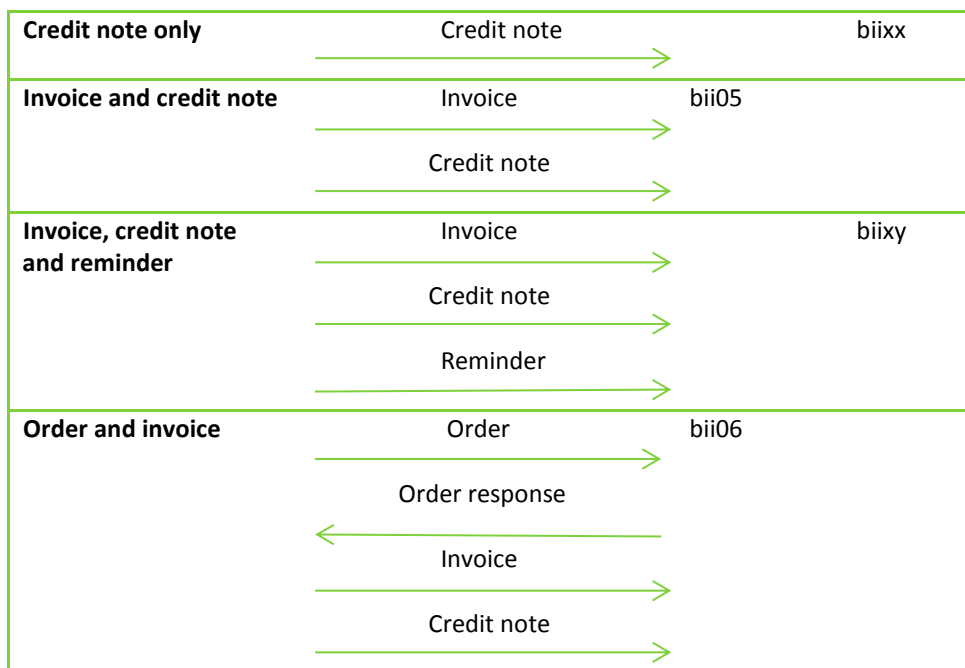 Credit note only Credit note biixx
Invoice and credit note Invoice bii05
Credit note
Invoice, credit note Invoice biixy
and reminder
Credit note
Reminder
Order and invoice Order bii06
Order response
Invoice
Credit note